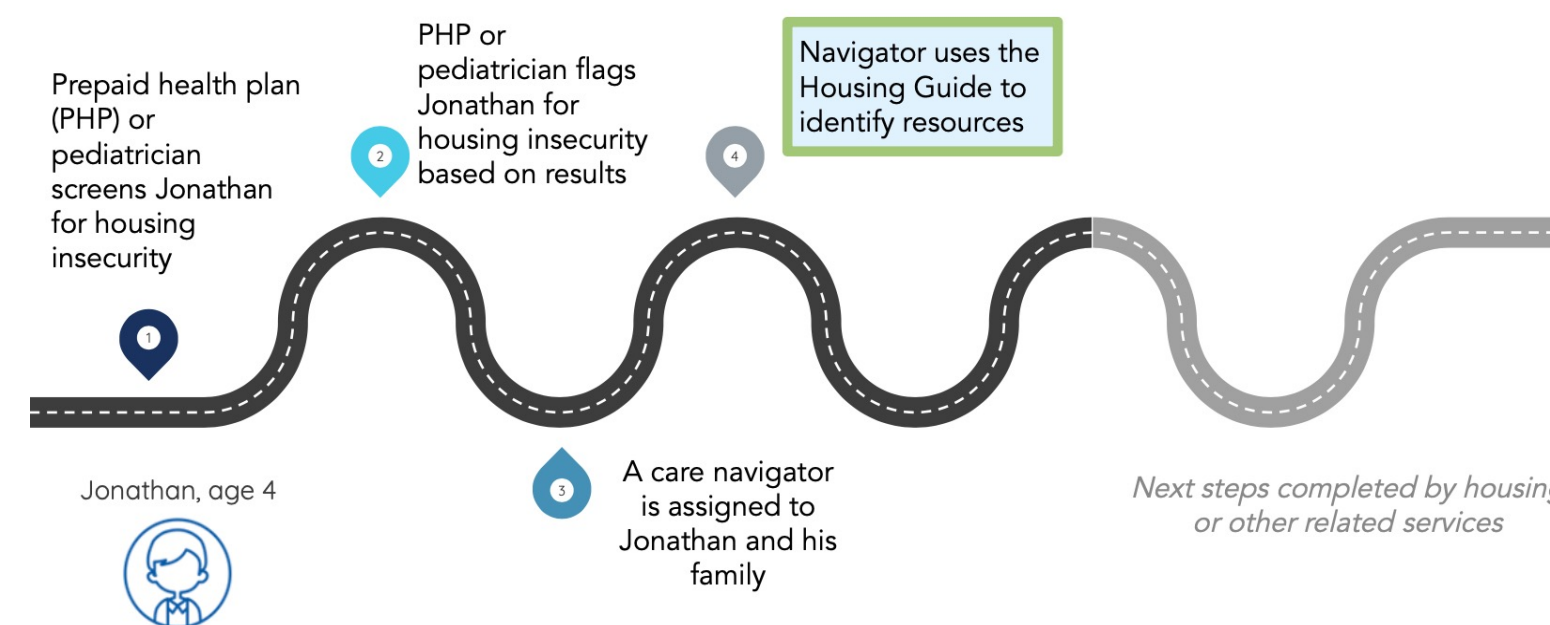 Prepaid health plan
(PHP) or
pediatrician
screens Jonathan
for housing
insecurity
1
PHP or
pediatrician flags
Jonathan for
housing insecurity
based on results
2
A care navigator
is assigned to
Jonathan and his
family
3
Navigator uses the
Housing Guide to
identify resources
4
Jonathan, age 4
Next steps completed by housing
or other related services